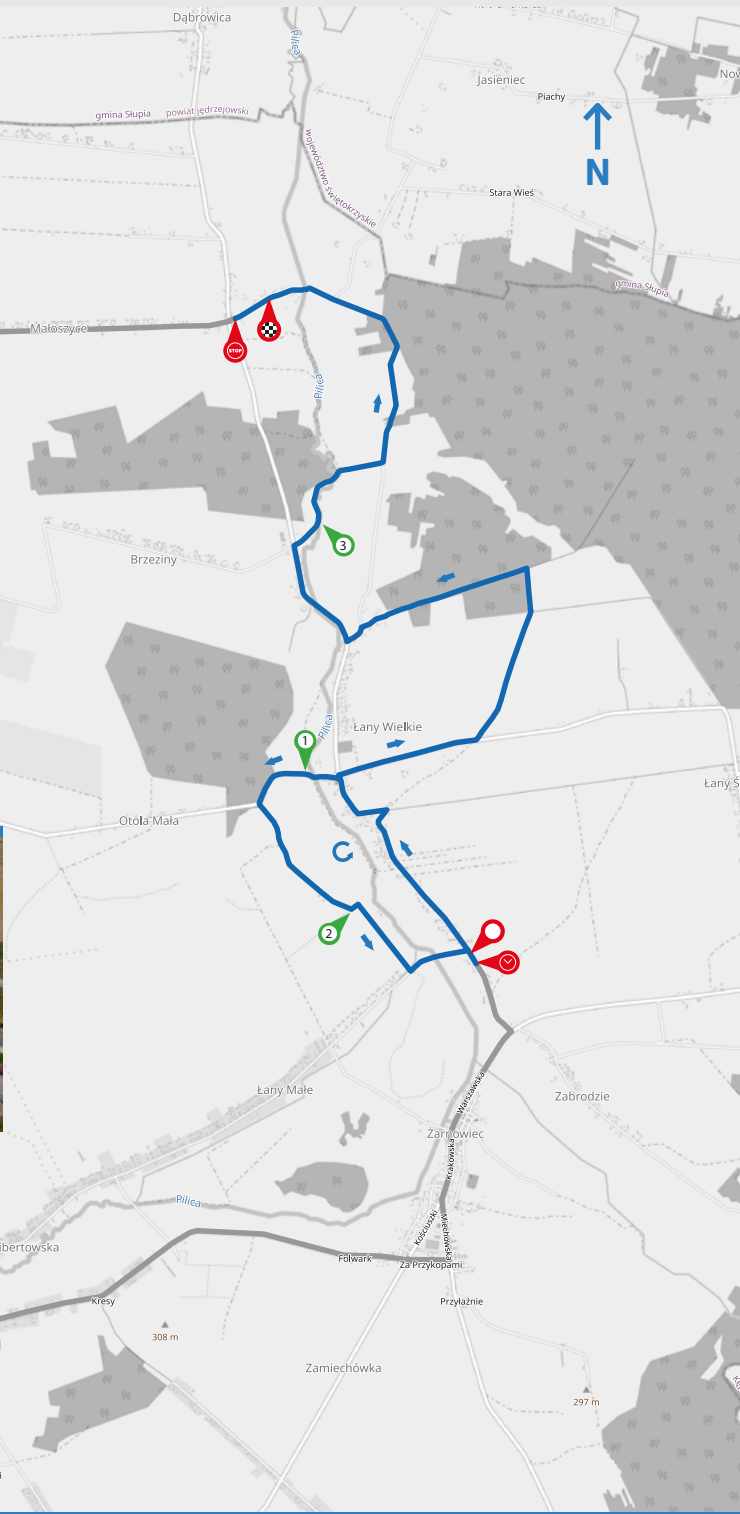 Dąbrowica
Pilica
Jasieniec
Piachy
gmina Słupia
powiat jędrzejowski
województwo świętokrzyskie
N
Stara Wieś
gmina Słupia
Małoszyce
STOP
Pilica
3
Brzeziny
Pilica
Łany Wielkie
1
Otola Mała
2
Łany Małe
Warszawska
Zabrodzie
Żarnowiec
Krakowska
Pilica
Kościuszki
Miechowska
Folwark
Za Przykopami
Kresy
Przyłaźnie
308 m
Zamiechówka
297 m